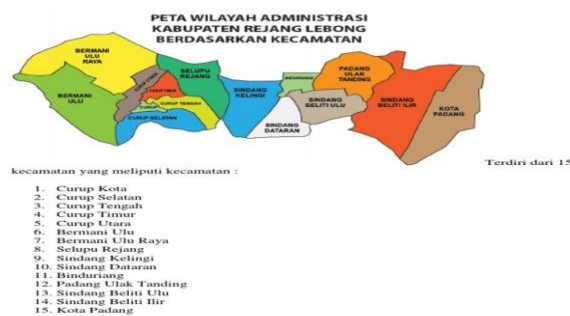 PETA WILAYAH ADMINISTRASI
KABUPATEN REJANG LEBONG
BERDASARKAN KECAMATAN
BERMANI
ULU
RAYA
SELUPU
REJANG
PADANG
ULAK
TANDING
BERMANI
ULU
CURUP TENGAH
CURUP
CURUP SELATAN
SINDANG
KELINGI
SINDANG
BELITI ULU
SINDANG
DATARAN
SINDANG
BELITI ILIR
KOTA
PADANG
Terdiri dari 15
kecamatan yang meliputi kecamatan :
1. Curup Kota
2. Curup Selatan
3. Curup Tengah
4. Curup Timur
5. Curup Utara
6. Bermani Ulu
7. Bermani Ulu Raya
8. Selupu Rejang
9. Sindang Kelingi
10. Sindang Dataran
11. Binduriang
12. Padang Ulak Tanding
13. Sindang Beliti Ulu
14. Sindang Beliti Ilir
15. Kota Padang